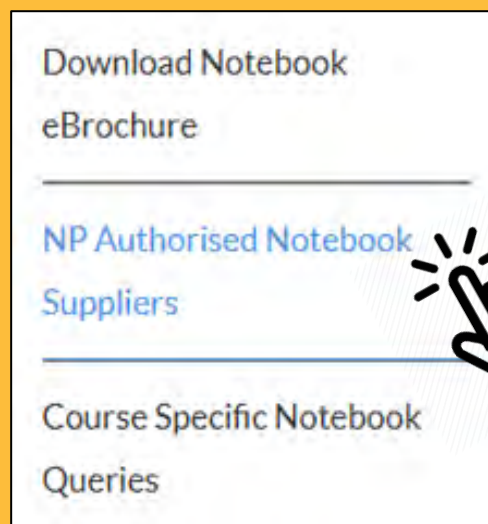 Download Notebook
eBrochure
NP Authorised Notebook
Suppliers
Course Specific Notebook
Queries